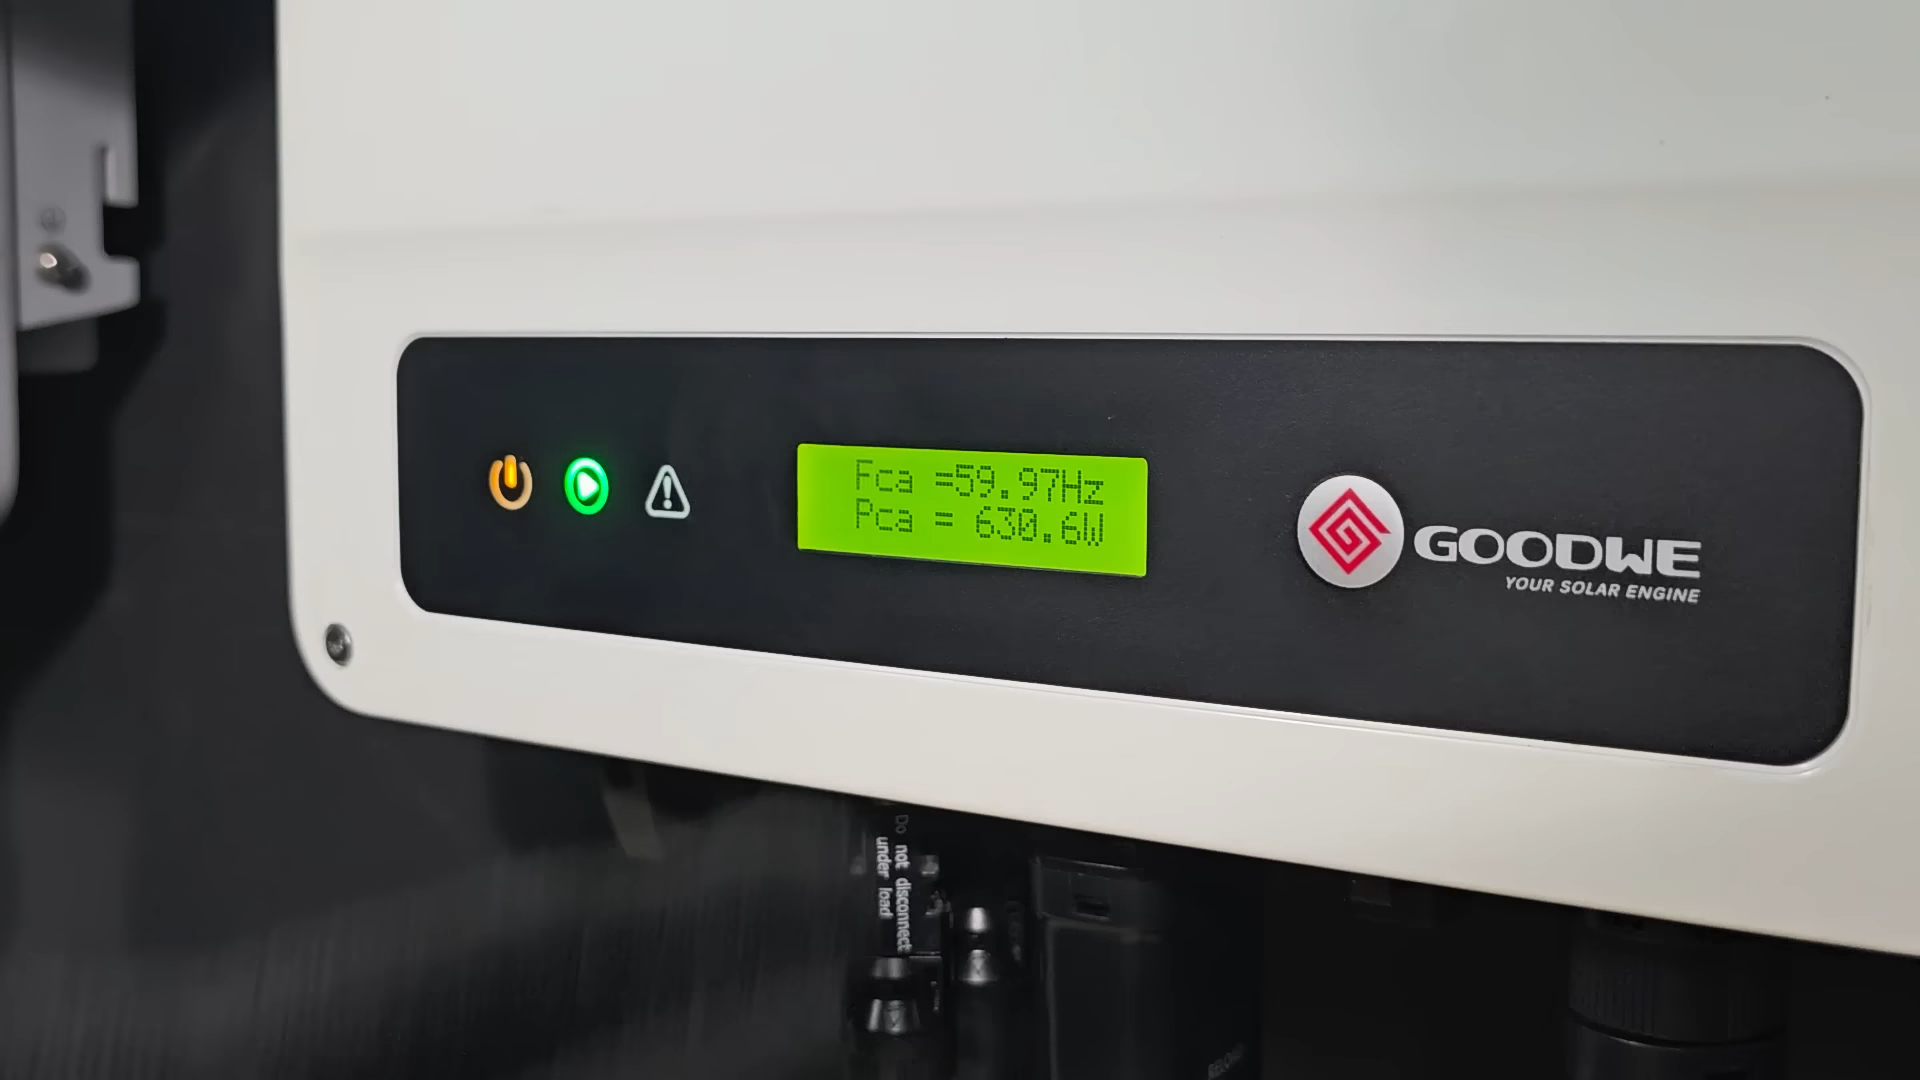 Fca =59.97Hz
Pca = 630.6W
GOODWE
YOUR SOLAR ENGINE
Do not disconnect
under load